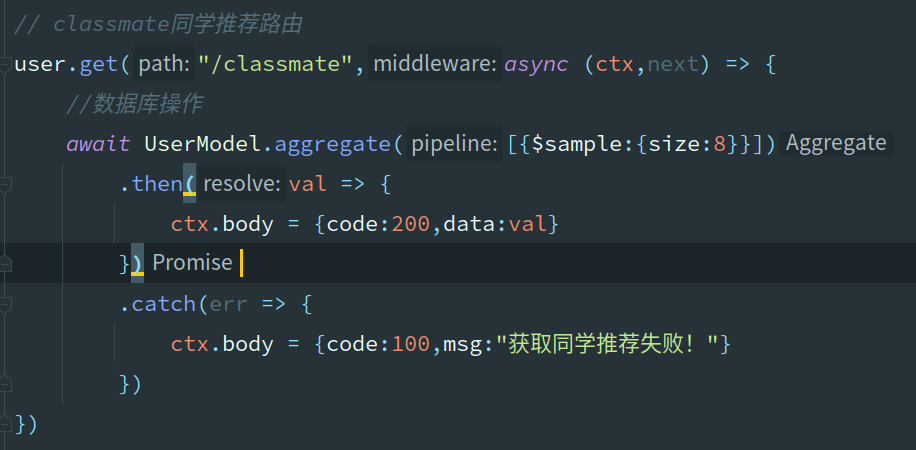 // classmate同学推荐路由
user.get( path: "/classmate", middleware: async (ctx,next) => {
//数据库操作
await UserModel.aggregate( pipeline: [{$sample:{size:8}}]) Aggregate
.then( resolve: val => {
ctx.body = {code:200,data:val}
}) Promise
.catch(err => {
ctx.body = {code:100,msg:"获取同学推荐失败！"}
})
})